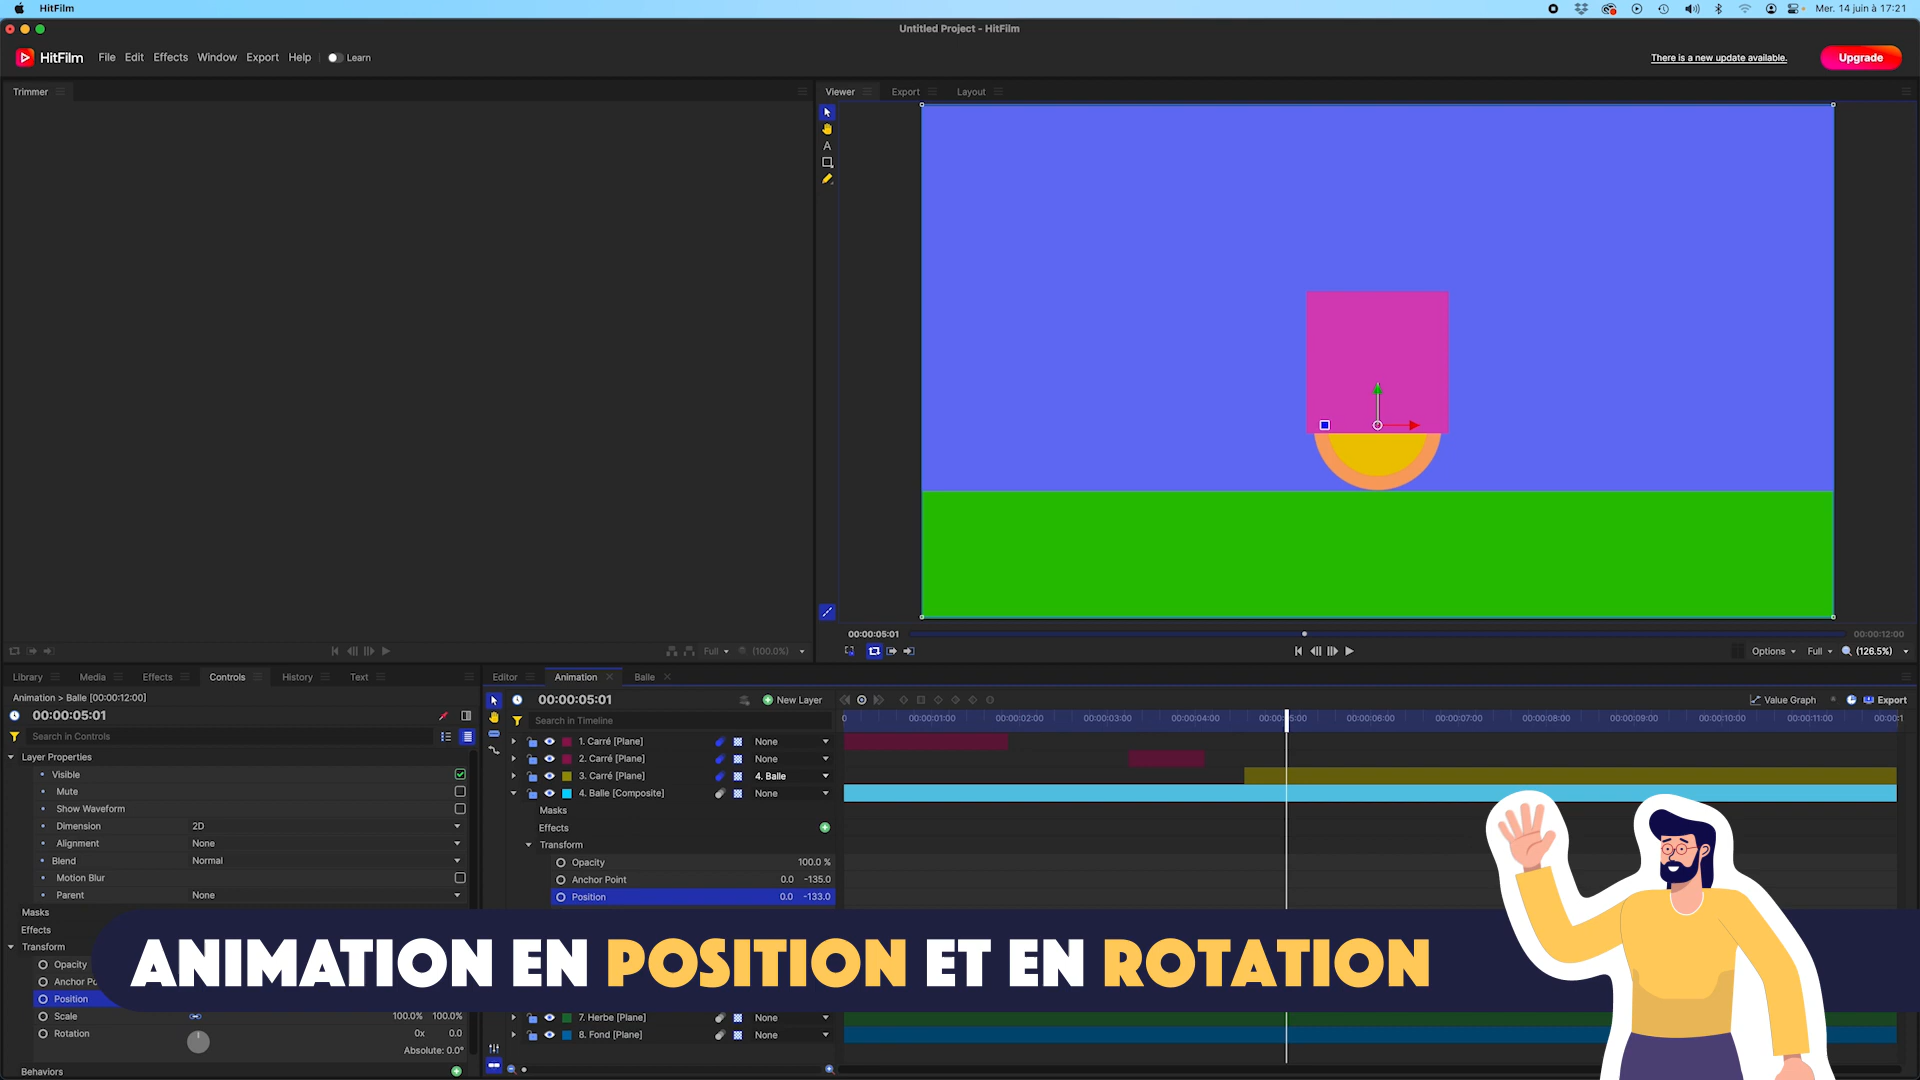 HitFilm
Mer. 14 juin à 17:21
Untitled Project - HitFilm
HitFilm File Edit Effects Window Export Help Learn
There is a new update available. Upgrade
Trimmer
Viewer Export Layout
A
00:00:05:01 00:00:12:00
Full (100.0%)
Options Full (126.5%)
Library Media Effects Controls History Text
Editor Animation Balle
Animation > Balle [00:00:12:00]
00:00:05:01
00:00:05:01 New Layer
Value Graph Export
Search in Controls
Search in Timeline
0 00:00:01:00 00:00:02:00 00:00:03:00 00:00:04:00 00:00:05:00 00:00:06:00 00:00:07:00 00:00:08:00 00:00:09:00 00:00:10:00 00:00:11:00 00:00:1
Layer Properties
Visible
Mute
Show Waveform
Dimension 2D
Alignment None
Blend Normal
Motion Blur
Parent None
Masks
Effects
Transform
Opacity
Anchor Po
Position
Scale 100.0% 100.0%
Rotation 0x 0.0
Absolute: 0.0°
Behaviors
1. Carré [Plane] None
2. Carré [Plane] None
3. Carré [Plane] 4. Balle
4. Balle [Composite] None
Masks
Effects
Transform
Opacity 100.0 %
Anchor Point 0.0 -135.0
Position 0.0 -133.0
7. Herbe [Plane] None
8. Fond [Plane] None
ANIMATION EN POSITION ET EN ROTATION